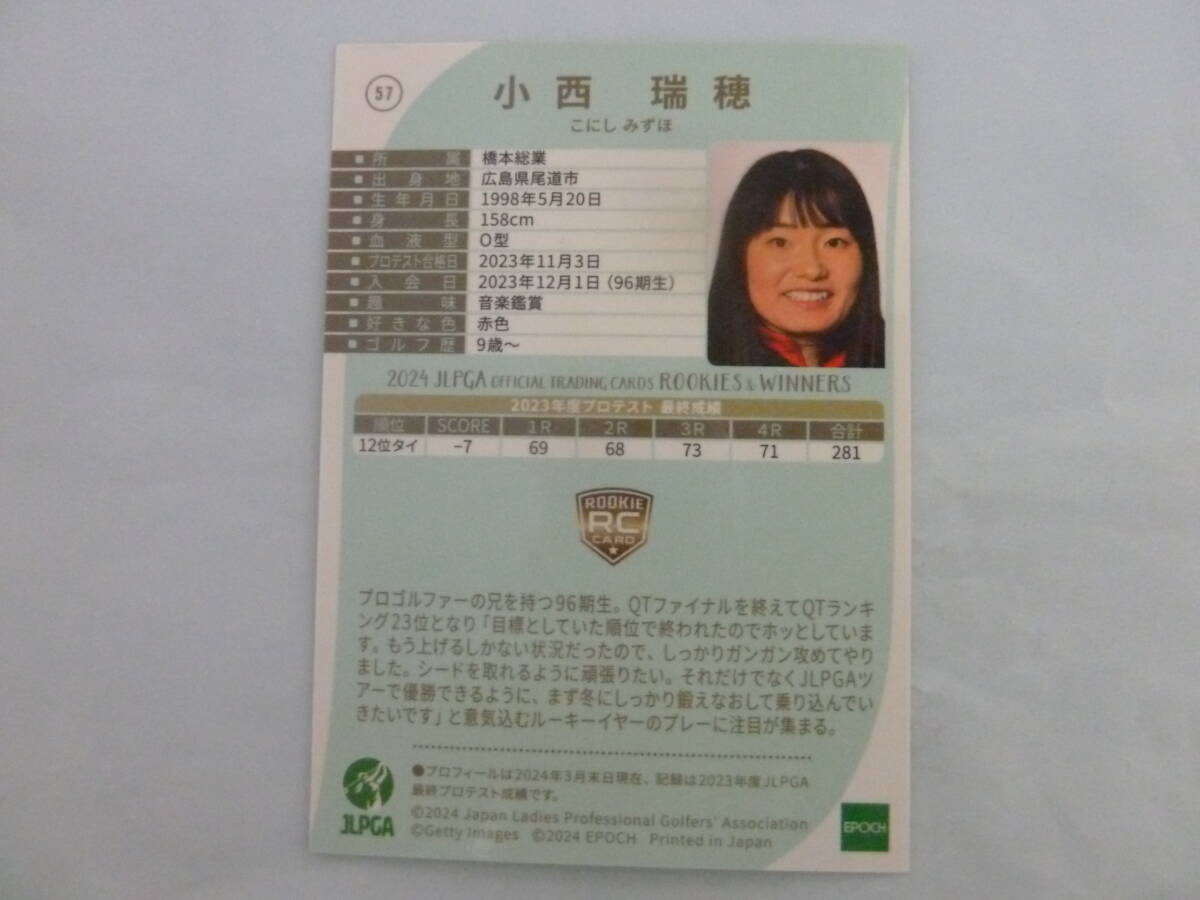 57
小西 瑞穂
こにし みずほ
■ 所属 橋本総業
■ 出身地 広島県尾道市
■ 生年月日 1998年5月20日
■ 身長 158cm
■ 血液型 O型
■ プロテスト合格日 2023年11月3日
■ 入会日 2023年12月1日（96期生）
■ 趣味 音楽鑑賞
■ 好きな色 赤色
■ ゴルフ歴 9歳〜
2024 JLPGA OFFICIAL TRADING CARDS ROOKIES & WINNERS
2023年度プロテスト 最終成績
順位 SCORE 1R 2R 3R 4R 合計
12位タイ −7 69 68 73 71 281
ROOKIE
RC
CARD
プロゴルファーの兄を持つ96期生。QTファイナルを終えてQTランキ
ング23位となり「目標としていた順位で終われたのでホッとしていま
す。もう上げるしかない状況だったので、しっかりガンガン攻めてやり
ました。シードを取れるように頑張りたい。それだけでなくJLPGAツ
アーで優勝できるように、まず冬にしっかり鍛えなおして乗り込んでい
きたいです」と意気込むルーキーイヤーのプレーに注目が集まる。
●プロフィールは2024年3月末日現在、記録は2023年度JLPGA
最終プロテスト成績です。
©2024 Japan Ladies Professional Golfers' Association
©Getty Images ©2024 EPOCH Printed in Japan
JLPGA
EPOCH